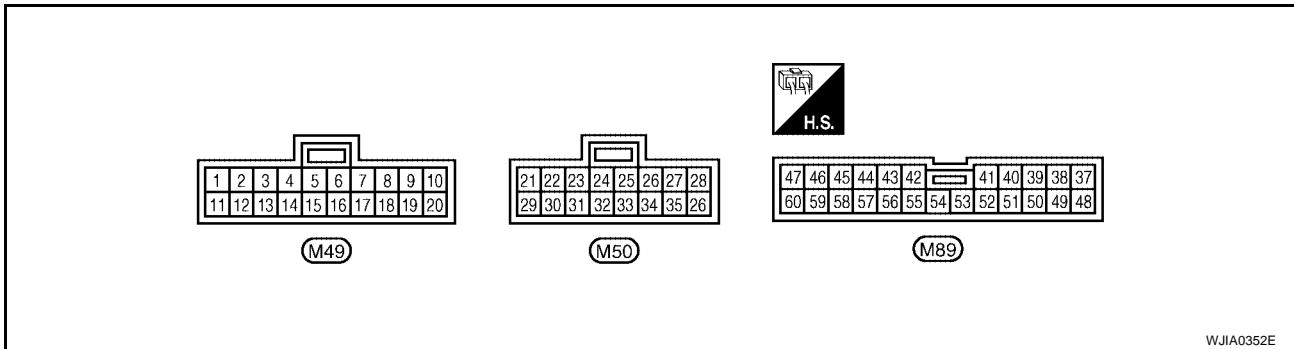 H.S.
1 2 3 4 5 6 7 8 9 10
11 12 13 14 15 16 17 18 19 20
M49
21 22 23 24 25 26 27 28
29 30 31 32 33 34 35 26
M50
47 46 45 44 43 42 41 40 39 38 37
60 59 58 57 56 55 54 53 52 51 50 49 48
M89
WJIA0352E